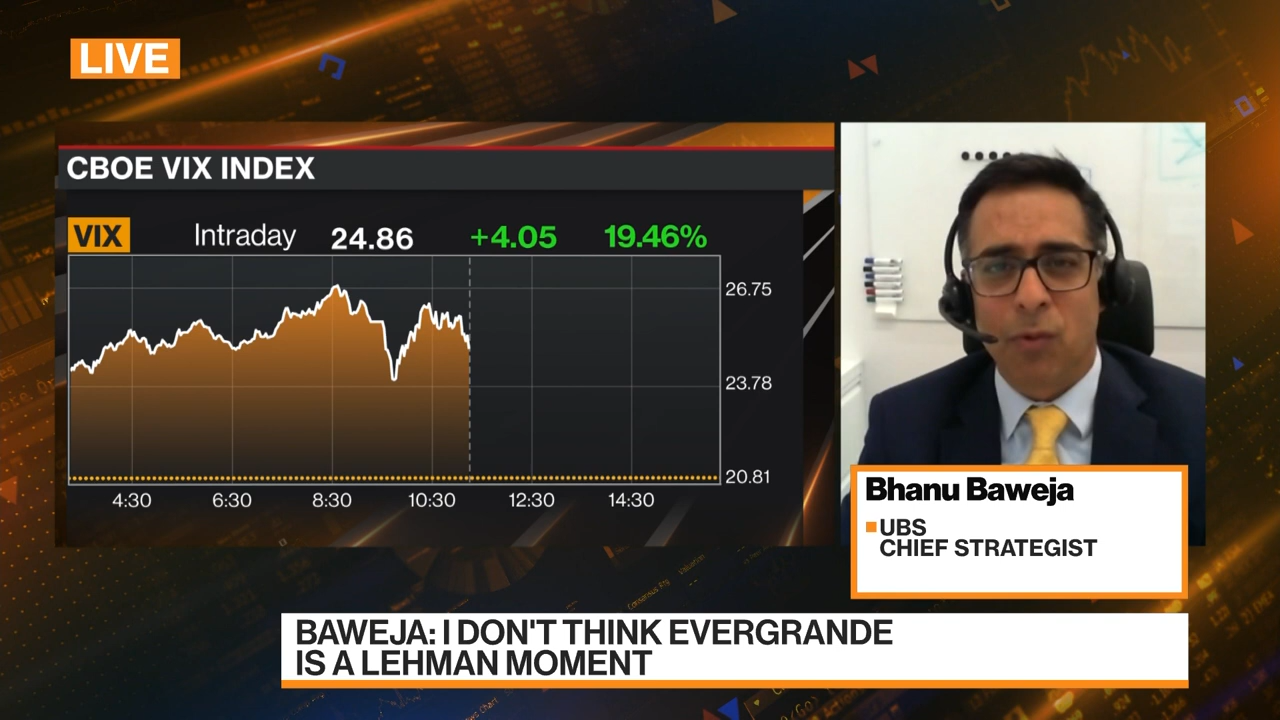 LIVE
CBOE VIX INDEX
VIX Intraday 24.86 +4.05 19.46%
26.75
23.78
20.81
4:30 6:30 8:30 10:30 12:30 14:30
Bhanu Baweja
UBS
CHIEF STRATEGIST
BAWEJA: I DON'T THINK EVERGRANDE
IS A LEHMAN MOMENT